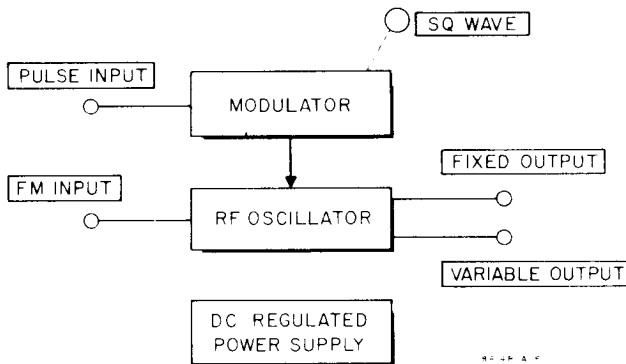 SQ WAVE
PULSE INPUT
MODULATOR
FIXED OUTPUT
FM INPUT
RF OSCILLATOR
VARIABLE OUTPUT
DC REGULATED
POWER SUPPLY